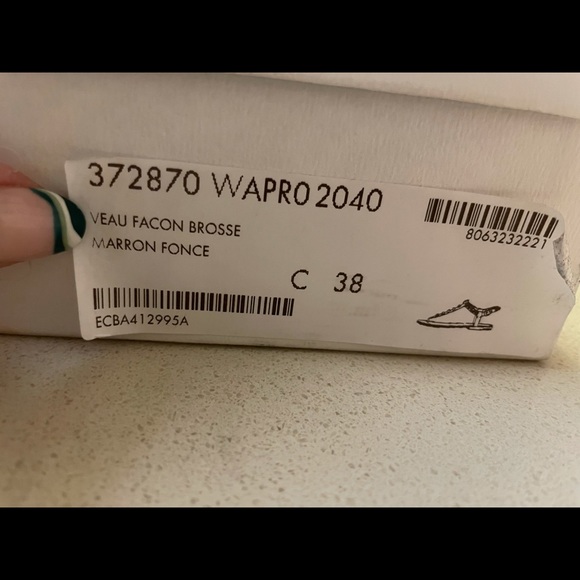 372870 WAPR0 2040
VEAU FACON BROSSE
MARRON FONCE
8063232221
C 38
ECBA412995A